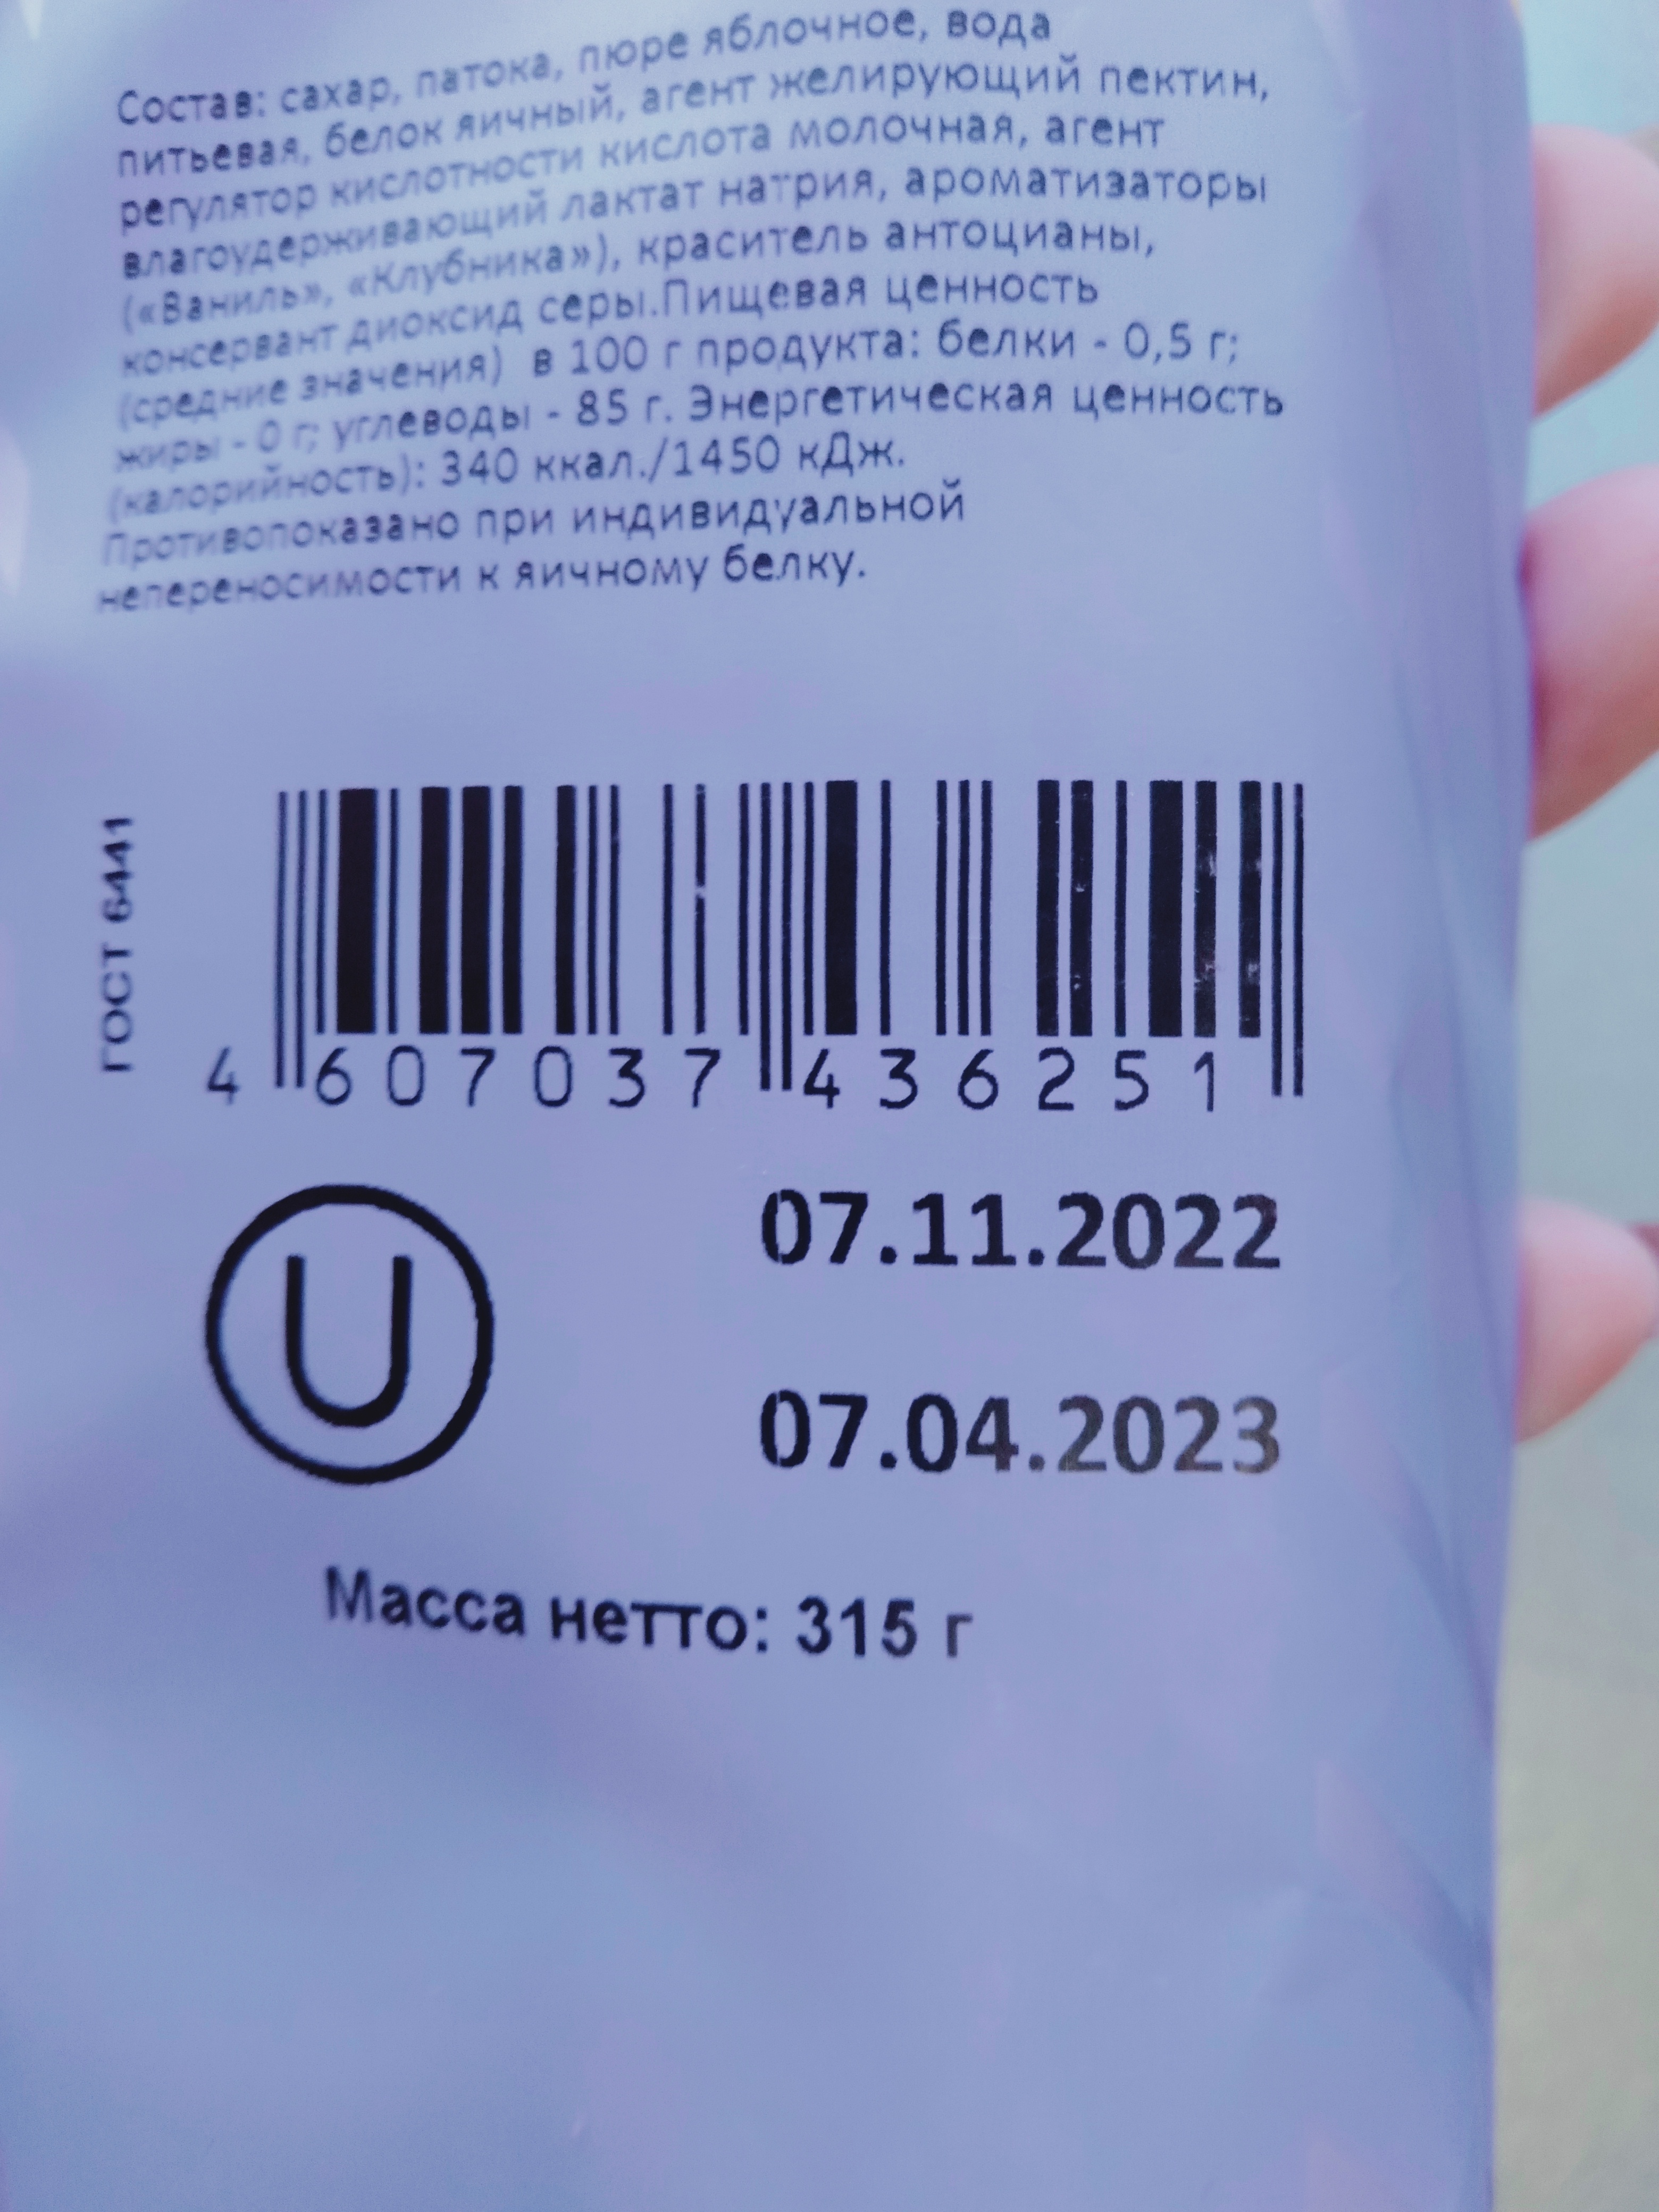 Состав: сахар, патока, пюре яблочное, вода
питьевая, белок яичный, агент желирующий пектин,
регулятор кислотности кислота молочная, агент
влагоудерживающий лактат натрия, ароматизаторы
(«Ваниль», «Клубника»), краситель антоцианы,
консервант диоксид серы.Пищевая ценность
(средние значения) в 100 г продукта: белки - 0,5 г;
жиры - 0 г; углеводы - 85 г. Энергетическая ценность
(калорийность): 340 ккал./1450 кДж.
Противопоказано при индивидуальной
непереносимости к яичному белку.
ГОСТ 6441
4 607037 436251
U
07.11.2022
07.04.2023
Масса нетто: 315 г